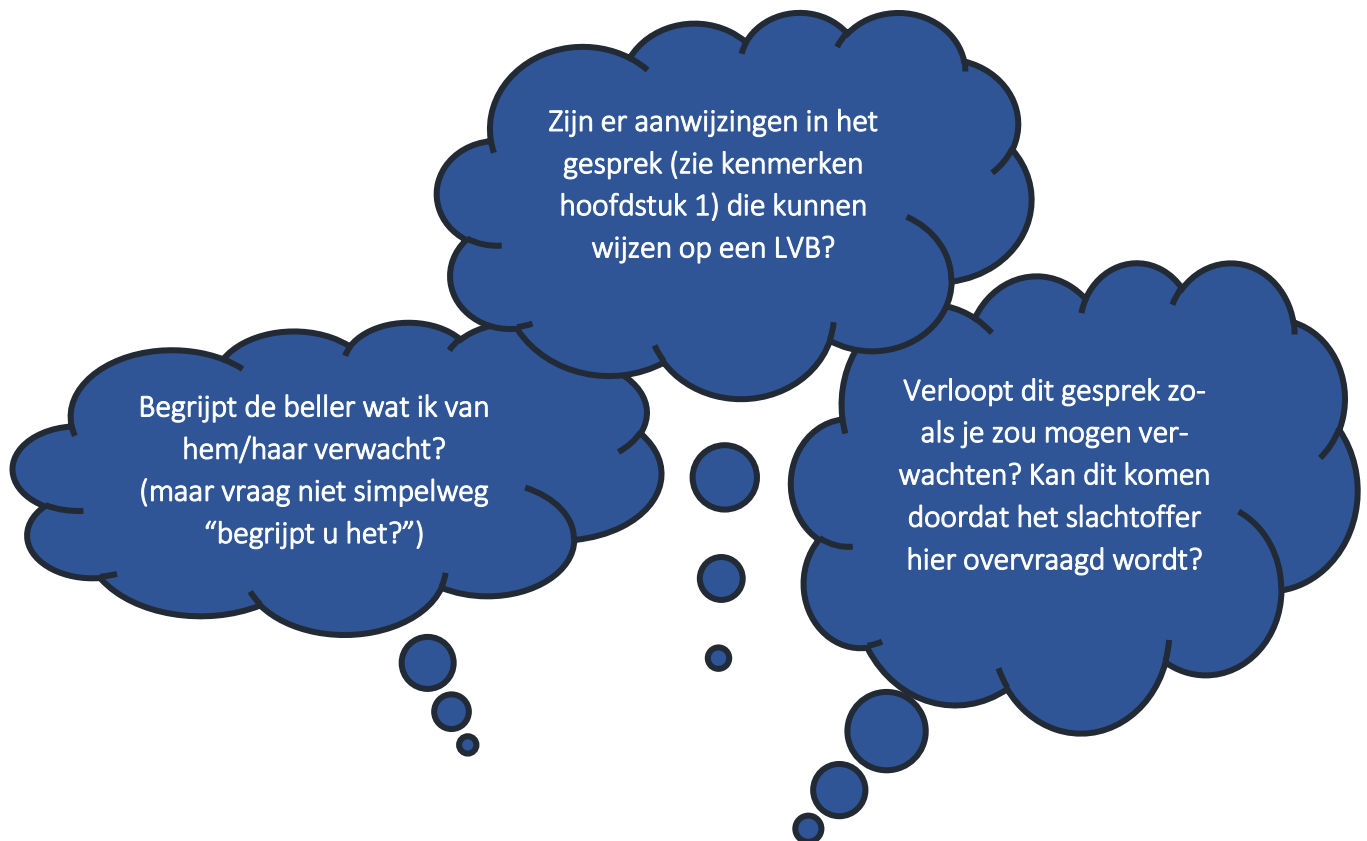 Zijn er aanwijzingen in het
gesprek (zie kenmerken
hoofdstuk 1) die kunnen
wijzen op een LVB?
Begrijpt de beller wat ik van
hem/haar verwacht?
(maar vraag niet simpelweg
“begrijpt u het?”)
Verloopt dit gesprek zo-
als je zou mogen ver-
wachten? Kan dit komen
doordat het slachtoffer
hier overvraagd wordt?